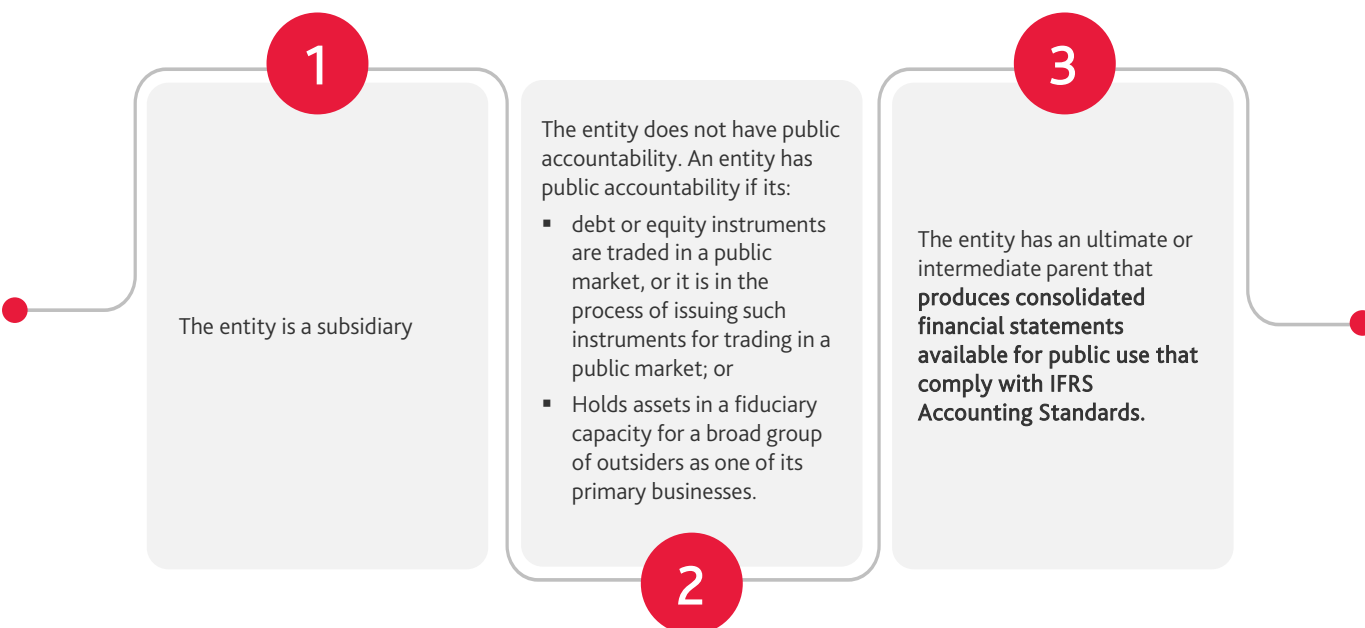 1
The entity is a subsidiary
The entity does not have public
accountability. An entity has
public accountability if its:
▪ debt or equity instruments
are traded in a public
market, or it is in the
process of issuing such
instruments for trading in a
public market; or
▪ Holds assets in a fiduciary
capacity for a broad group
of outsiders as one of its
primary businesses.
2
3
The entity has an ultimate or
intermediate parent that
produces consolidated
financial statements
available for public use that
comply with IFRS
Accounting Standards.